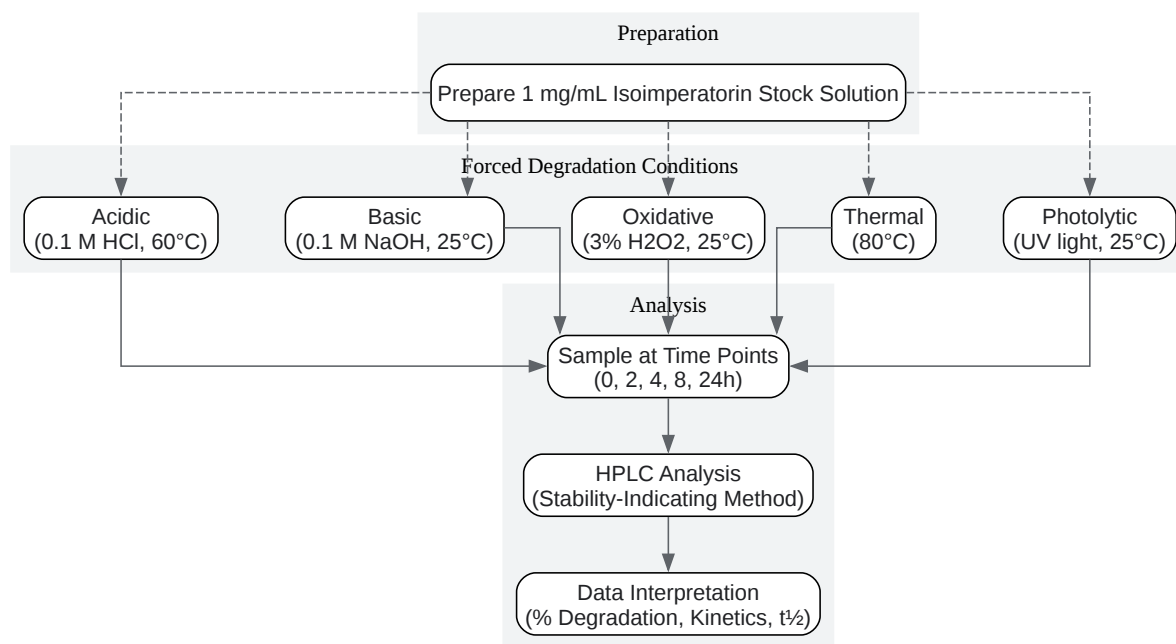 Preparation
Prepare 1 mg/mL Isoimperatorin Stock Solution
Forced Degradation Conditions
Acidic
(0.1 M HCl, 60°C)
Basic
(0.1 M NaOH, 25°C)
Oxidative
(3% H2O2, 25°C)
Thermal
(80°C)
Photolytic
(UV light, 25°C)
Analysis
Sample at Time Points
(0, 2, 4, 8, 24h)
HPLC Analysis
(Stability-Indicating Method)
Data Interpretation
(% Degradation, Kinetics, t½)